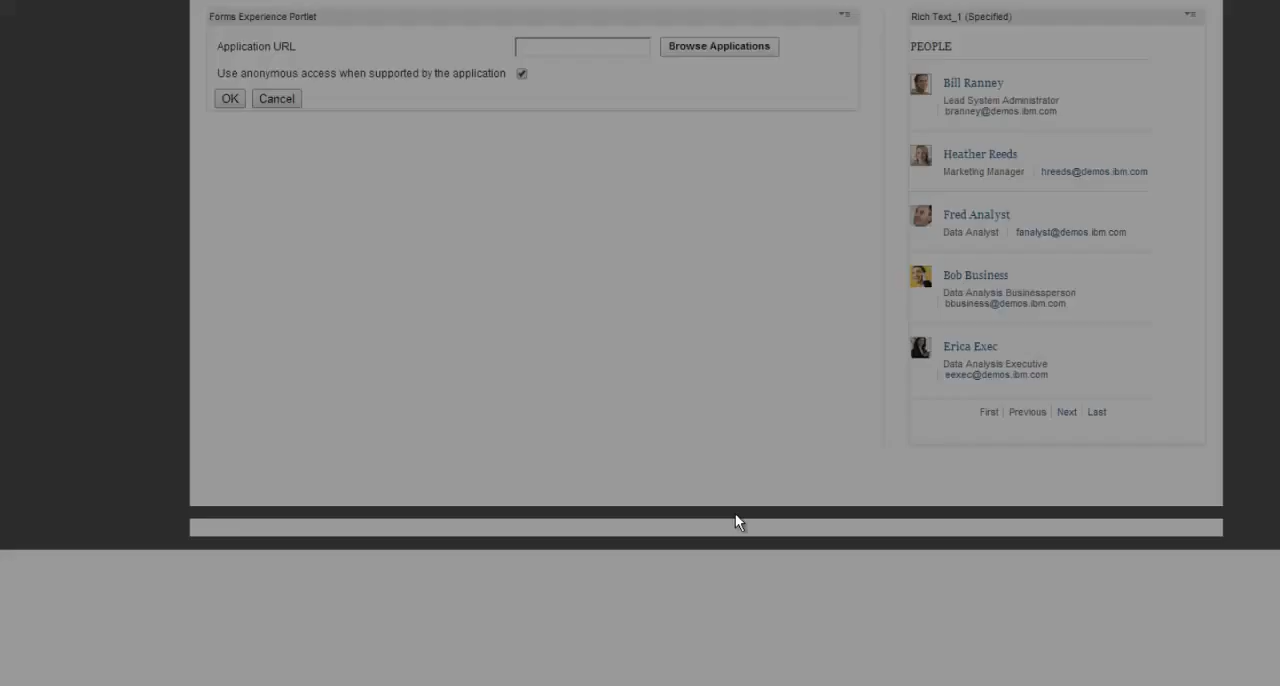 Forms Experience Portlet
Application URL
Browse Applications
Use anonymous access when supported by the application
OK
Cancel
Rich Text_1 (Specified)
PEOPLE
Bill Ranney
Lead System Administrator
branney@demos.ibm.com
Heather Reeds
Marketing Manager | hreeds@demos.ibm.com
Fred Analyst
Data Analyst | fanalyst@demos.ibm.com
Bob Business
Data Analysis Businesaperson
bbusiness@demos.ibm.com
Erica Exec
Data Analysis Executive
eexec@demos.ibm.com
First | Previous | Next | Last